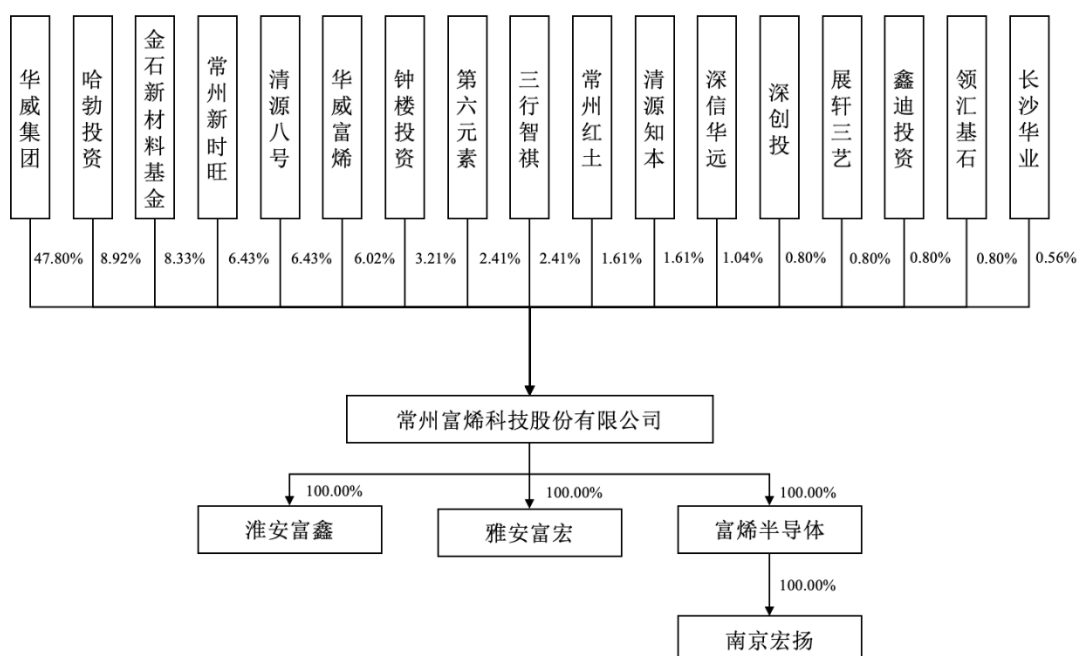 华威集团
哈勃投资
金石新材料基金
常州新时旺
清源八号
华威富烯
钟楼投资
第六元素
三行智祺
常州红土
清源知本
深信华远
深创投
展轩三艺
鑫迪投资
领汇基石
长沙华业
47.80%
8.92%
8.33%
6.43%
6.43%
6.02%
3.21%
2.41%
2.41%
1.61%
1.61%
1.04%
0.80%
0.80%
0.80%
0.80%
0.56%
常州富烯科技股份有限公司
100.00%
100.00%
100.00%
淮安富鑫
雅安富宏
富烯半导体
100.00%
南京宏扬